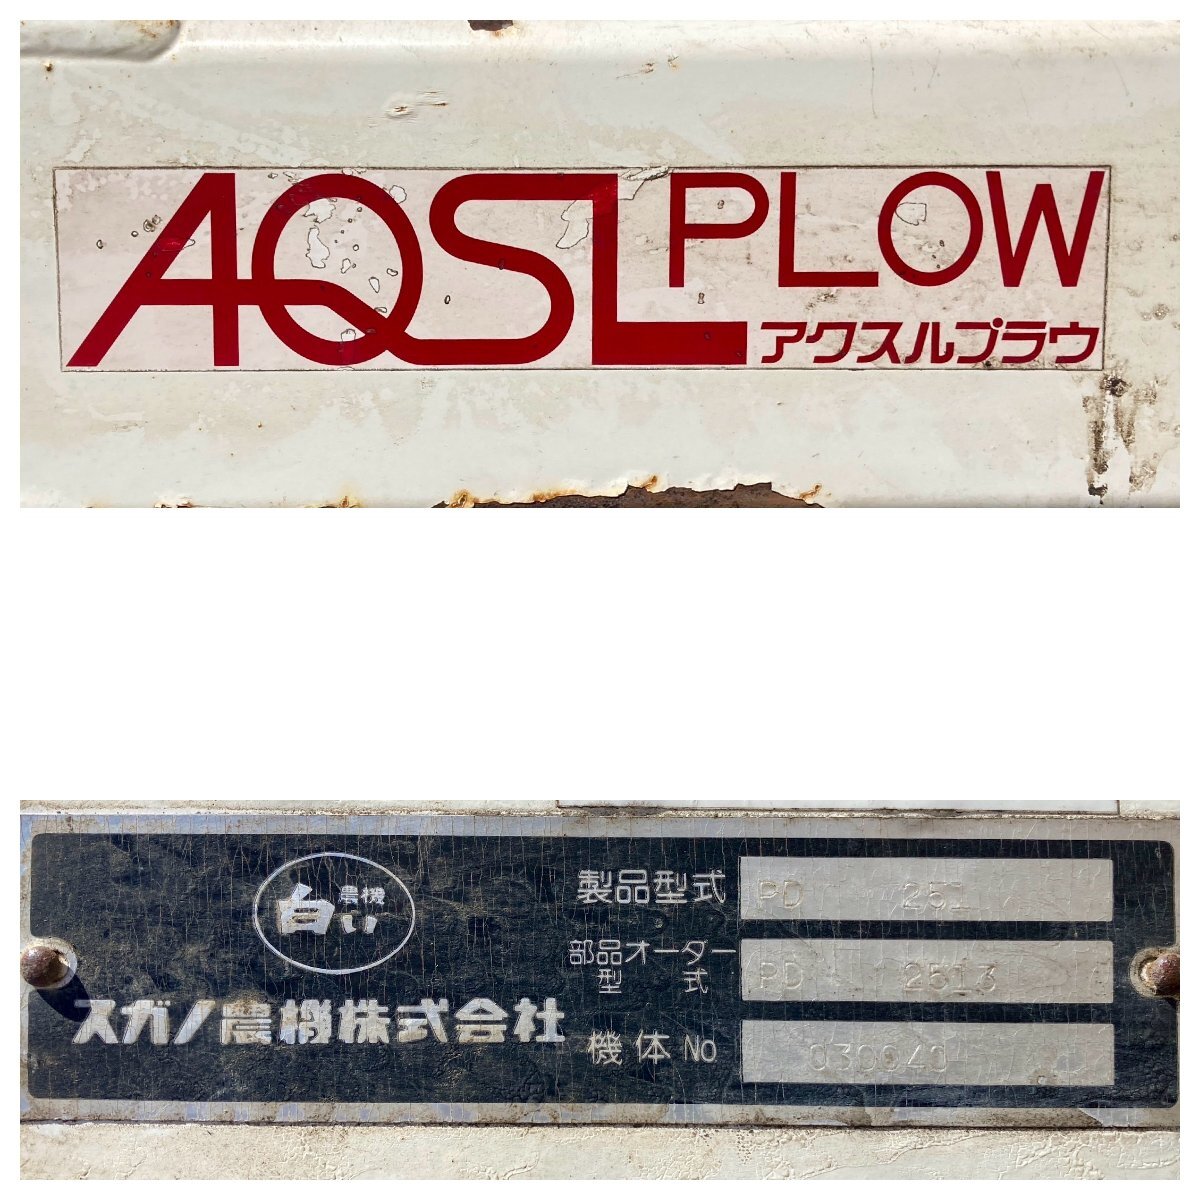 AQSL PLOW
アクスルプラウ
農機
白い
スガノ農機株式会社
製品型式 PD 251
部品オーダー型式 PD 2513
機体No 030040